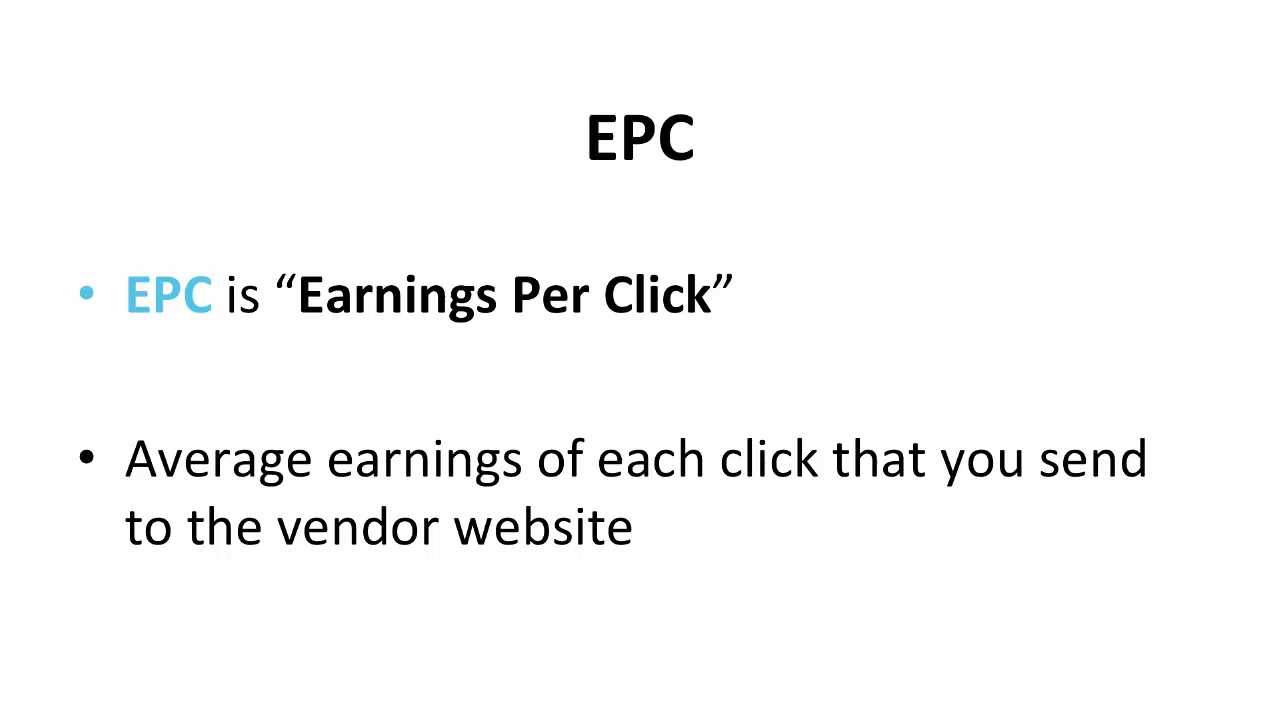 EPC
• EPC is “Earnings Per Click”
• Average earnings of each click that you send
to the vendor website